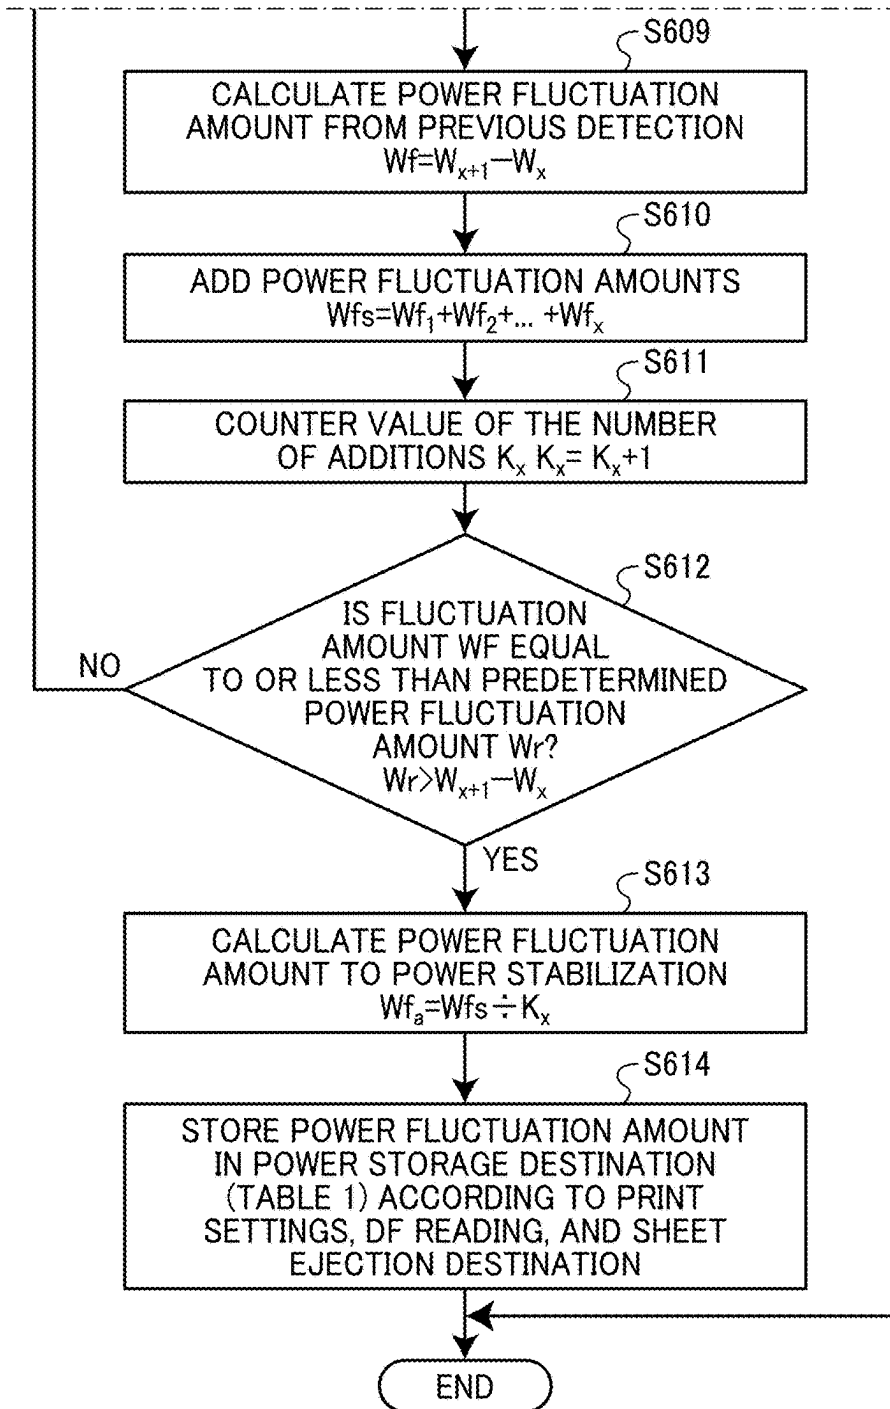 S609
CALCULATE POWER FLUCTUATION
AMOUNT FROM PREVIOUS DETECTION
Wf=Wₓ₊₁−Wₓ
S610
ADD POWER FLUCTUATION AMOUNTS
Wfs=Wf₁+Wf₂+... +Wfₓ
S611
COUNTER VALUE OF THE NUMBER
OF ADDITIONS Kₓ Kₓ= Kₓ+1
S612
IS FLUCTUATION
AMOUNT WF EQUAL
TO OR LESS THAN PREDETERMINED
POWER FLUCTUATION
AMOUNT Wr?
Wr>Wₓ₊₁−Wₓ
NO
YES
S613
CALCULATE POWER FLUCTUATION
AMOUNT TO POWER STABILIZATION
Wfₐ=Wfs÷Kₓ
S614
STORE POWER FLUCTUATION AMOUNT
IN POWER STORAGE DESTINATION
(TABLE 1) ACCORDING TO PRINT
SETTINGS, DF READING, AND SHEET
EJECTION DESTINATION
END